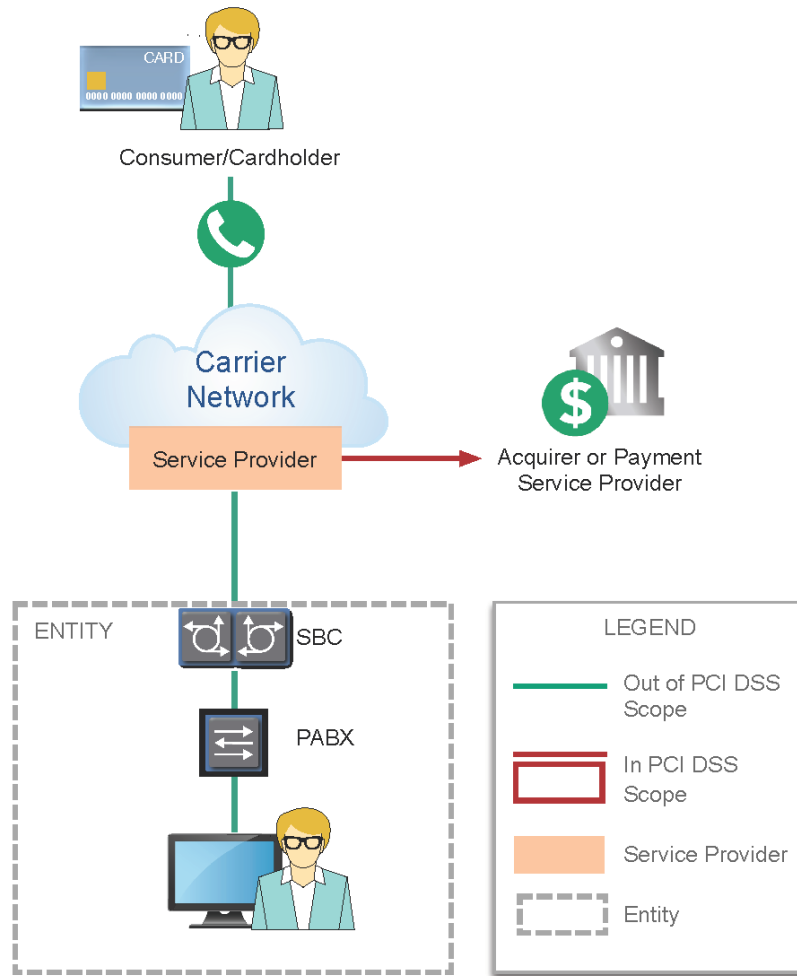 CARD
0000 0000 0000 0000
Consumer/Cardholder
Carrier
Network
Service Provider
$
Acquirer or Payment
Service Provider
ENTITY
SBC
PABX
LEGEND
Out of PCI DSS
Scope
In PCI DSS
Scope
Service Provider
Entity